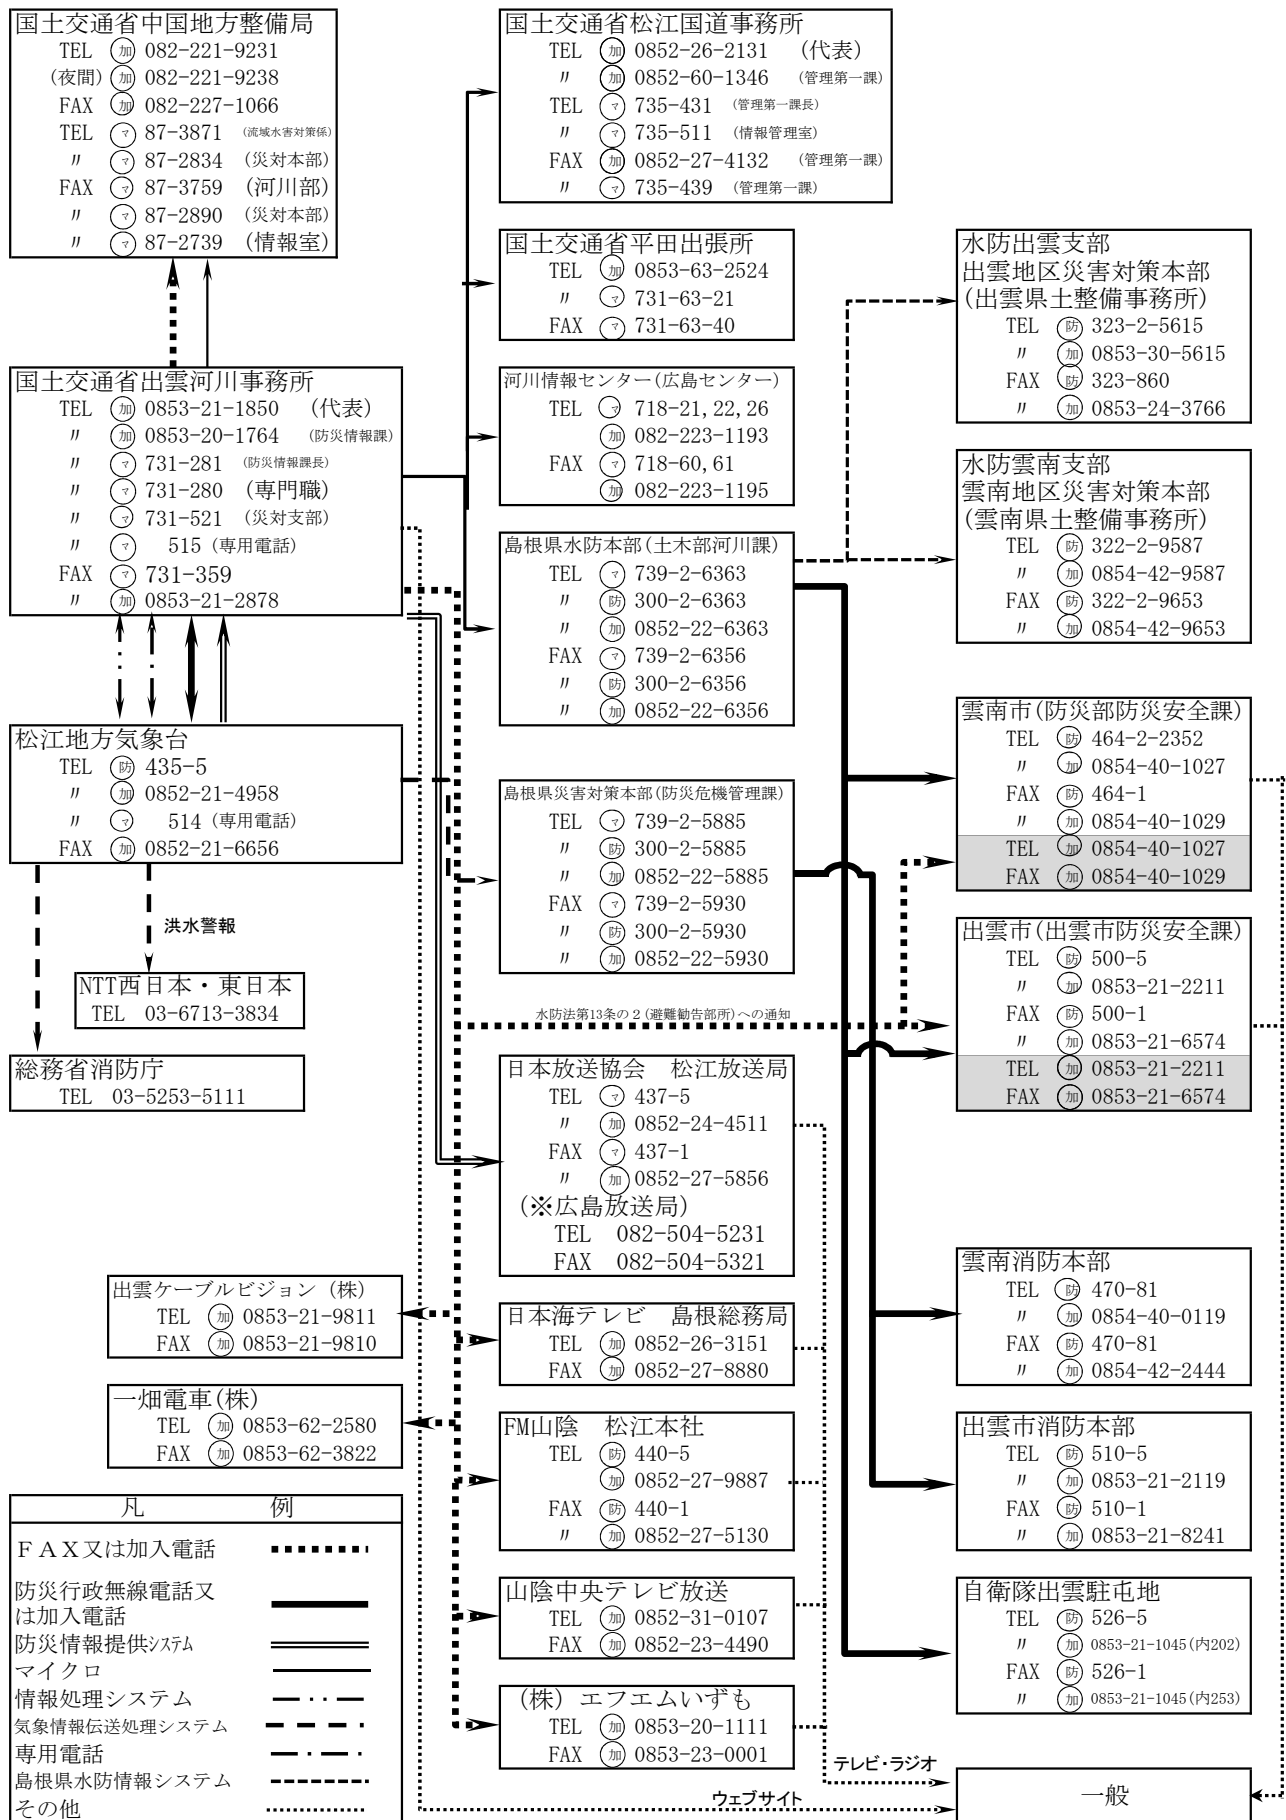 国土交通省中国地方整備局
TEL 加 082-221-9231
(夜間) 加 082-221-9238
FAX 加 082-227-1066
TEL マ 87-3871 (流域水害対策係)
〃 マ 87-2834 (災対本部)
FAX マ 87-3759 (河川部)
〃 マ 87-2890 (災対本部)
〃 マ 87-2739 (情報室)
国土交通省出雲河川事務所
TEL 加 0853-21-1850 (代表)
〃 加 0853-20-1764 (防災情報課)
〃 マ 731-281 (防災情報課長)
〃 マ 731-280 (専門職)
〃 マ 731-521 (災対支部)
〃 マ 515 (専用電話)
FAX マ 731-359
〃 加 0853-21-2878
松江地方気象台
TEL 防 435-5
〃 加 0852-21-4958
〃 マ 514 (専用電話)
FAX 加 0852-21-6656
洪水警報
NTT西日本・東日本
TEL 03-6713-3834
総務省消防庁
TEL 03-5253-5111
出雲ケーブルビジョン (株)
TEL 加 0853-21-9811
FAX 加 0853-21-9810
一畑電車(株)
TEL 加 0853-62-2580
FAX 加 0853-62-3822
凡 例
ＦＡＸ又は加入電話
防災行政無線電話又
は加入電話
防災情報提供システム
マイクロ
情報処理システム
気象情報伝送処理システム
専用電話
島根県水防情報システム
その他
国土交通省松江国道事務所
TEL 加 0852-26-2131 (代表)
〃 加 0852-60-1346 (管理第一課)
TEL マ 735-431 (管理第一課長)
〃 マ 735-511 (情報管理室)
FAX 加 0852-27-4132 (管理第一課)
〃 マ 735-439 (管理第一課)
国土交通省平田出張所
TEL 加 0853-63-2524
〃 マ 731-63-21
FAX マ 731-63-40
河川情報センター(広島センター)
TEL マ 718-21,22,26
加 082-223-1193
FAX マ 718-60,61
加 082-223-1195
島根県水防本部(土木部河川課)
TEL マ 739-2-6363
〃 防 300-2-6363
〃 加 0852-22-6363
FAX マ 739-2-6356
〃 防 300-2-6356
〃 加 0852-22-6356
島根県災害対策本部(防災危機管理課)
TEL マ 739-2-5885
〃 防 300-2-5885
〃 加 0852-22-5885
FAX マ 739-2-5930
〃 防 300-2-5930
〃 加 0852-22-5930
水防法第13条の２(避難勧告部所)への通知
日本放送協会 松江放送局
TEL マ 437-5
〃 加 0852-24-4511
FAX マ 437-1
〃 加 0852-27-5856
(※広島放送局)
TEL 082-504-5231
FAX 082-504-5321
日本海テレビ 島根総務局
TEL 加 0852-26-3151
FAX 加 0852-27-8880
FM山陰 松江本社
TEL 防 440-5
加 0852-27-9887
FAX 防 440-1
〃 加 0852-27-5130
山陰中央テレビ放送
TEL 加 0852-31-0107
FAX 加 0852-23-4490
(株) エフエムいずも
TEL 加 0853-20-1111
FAX 加 0853-23-0001
水防出雲支部
出雲地区災害対策本部
(出雲県土整備事務所)
TEL 防 323-2-5615
〃 加 0853-30-5615
FAX 防 323-860
〃 加 0853-24-3766
水防雲南支部
雲南地区災害対策本部
(雲南県土整備事務所)
TEL 防 322-2-9587
〃 加 0854-42-9587
FAX 防 322-2-9653
〃 加 0854-42-9653
雲南市(防災部防災安全課)
TEL 防 464-2-2352
〃 加 0854-40-1027
FAX 防 464-1
〃 加 0854-40-1029
TEL 加 0854-40-1027
FAX 加 0854-40-1029
出雲市(出雲市防災安全課)
TEL 防 500-5
〃 加 0853-21-2211
FAX 防 500-1
〃 加 0853-21-6574
TEL 加 0853-21-2211
FAX 加 0853-21-6574
雲南消防本部
TEL 防 470-81
〃 加 0854-40-0119
FAX 防 470-81
〃 加 0854-42-2444
出雲市消防本部
TEL 防 510-5
〃 加 0853-21-2119
FAX 防 510-1
〃 加 0853-21-8241
自衛隊出雲駐屯地
TEL 防 526-5
〃 加 0853-21-1045(内202)
FAX 防 526-1
〃 加 0853-21-1045(内253)
テレビ・ラジオ
ウェブサイト
一般